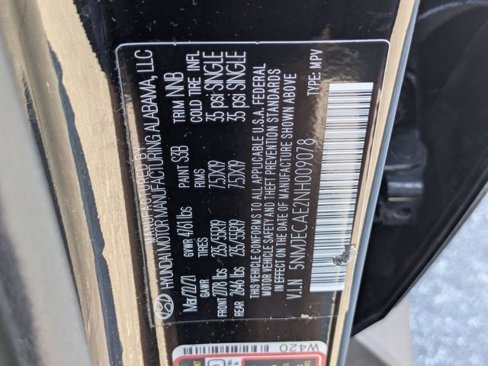 MANUFACTURED BY
HYUNDAI MOTOR MANUFACTURING ALABAMA, LLC
Mar/22/21 GVWR 4761 lbs PAINT S3B TRIM NNB
GAWR TIRES RIMS COLD TIRE INFL
FRONT 2778 lbs 235/55R19 7.5JX19 35 psi SINGLE
REAR 2646 lbs 235/55R19 7.5JX19 35 psi SINGLE
THIS VEHICLE CONFORMS TO ALL APPLICABLE U.S.A. FEDERAL
MOTOR VEHICLE SAFETY AND THEFT PREVENTION STANDARDS
IN EFFECT ON THE DATE OF MANUFACTURE SHOWN ABOVE
V.I.N 5NMJECAE2NH009078 TYPE: MPV
W420